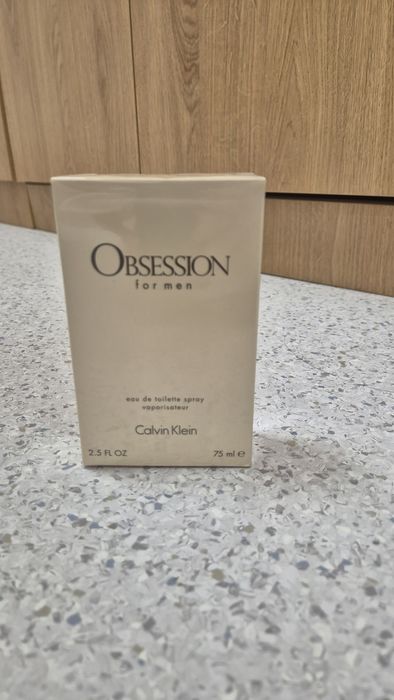 OBSESSION
for men
eau de toilette spray
vaporisateur
Calvin Klein
2.5 FL OZ 75 ml ℮